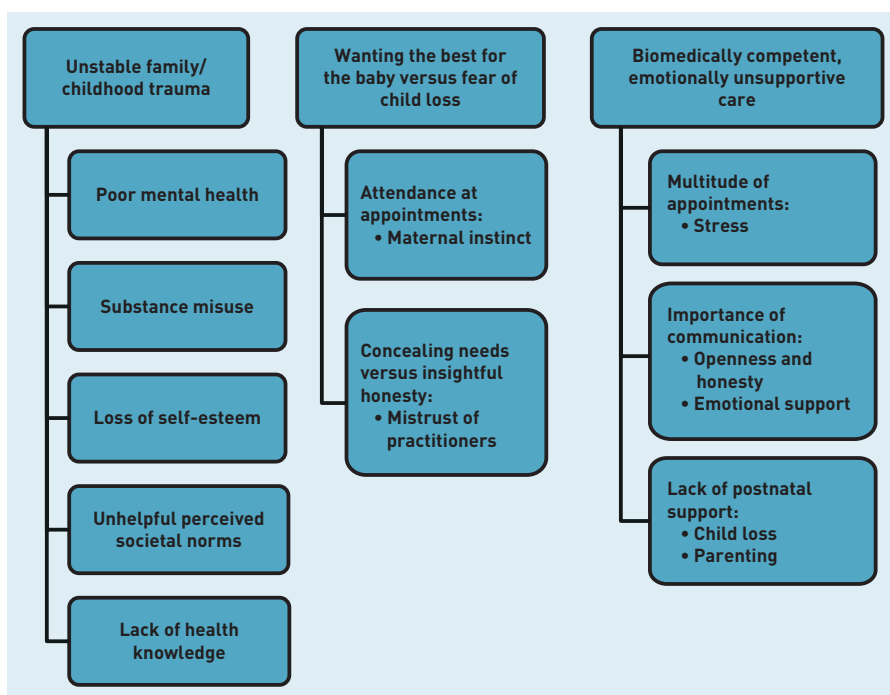 Unstable family/
childhood trauma
Poor mental health
Substance misuse
Loss of self-esteem
Unhelpful perceived
societal norms
Lack of health
knowledge
Wanting the best for
the baby versus fear of
child loss
Attendance at
appointments:
• Maternal instinct
Concealing needs
versus insightful
honesty:
• Mistrust of
practitioners
Biomedically competent,
emotionally unsupportive
care
Multitude of
appointments:
• Stress
Importance of
communication:
• Openness and
honesty
• Emotional support
Lack of postnatal
support:
• Child loss
• Parenting